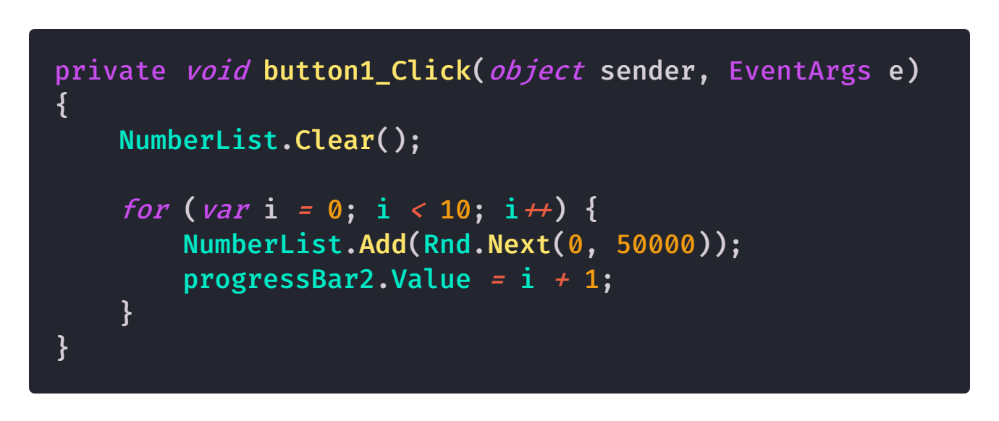 private void button1_Click(object sender, EventArgs e)
{
    NumberList.Clear();

    for (var i = 0; i < 10; i++) {
        NumberList.Add(Rnd.Next(0, 50000));
        progressBar2.Value = i + 1;
    }
}